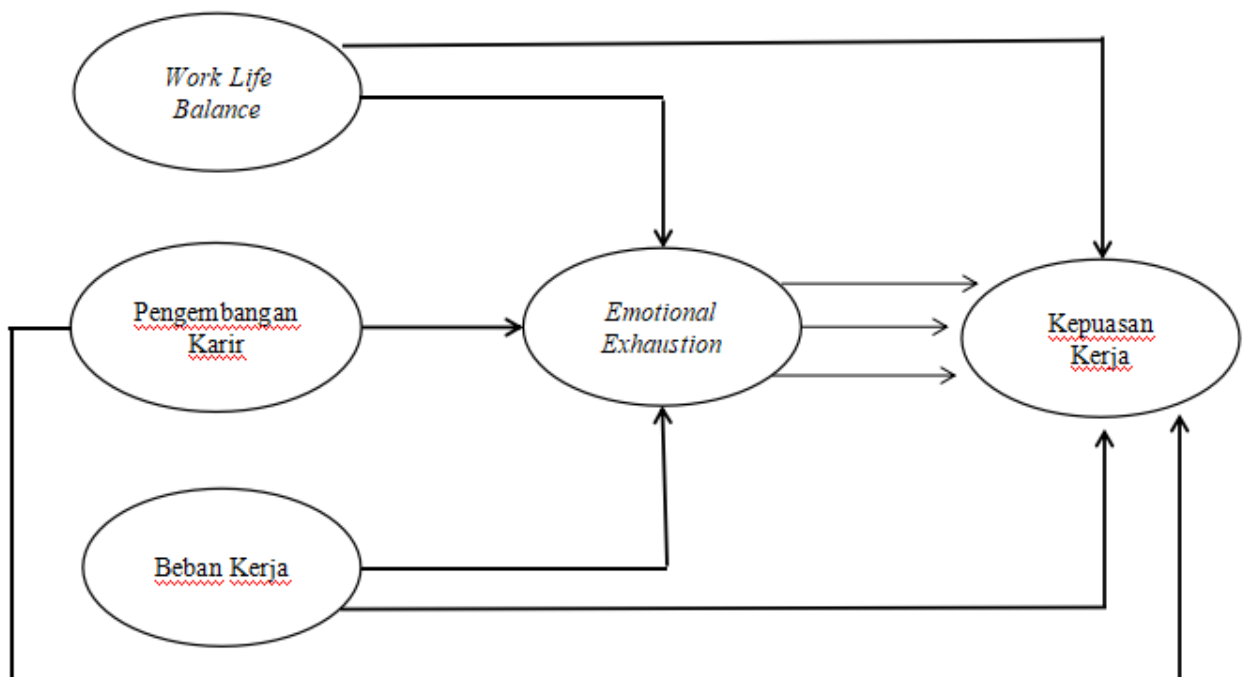 Work Life
Balance
Pengembangan
Karir
Emotional
Exhaustion
Kepuasan
Kerja
Beban Kerja